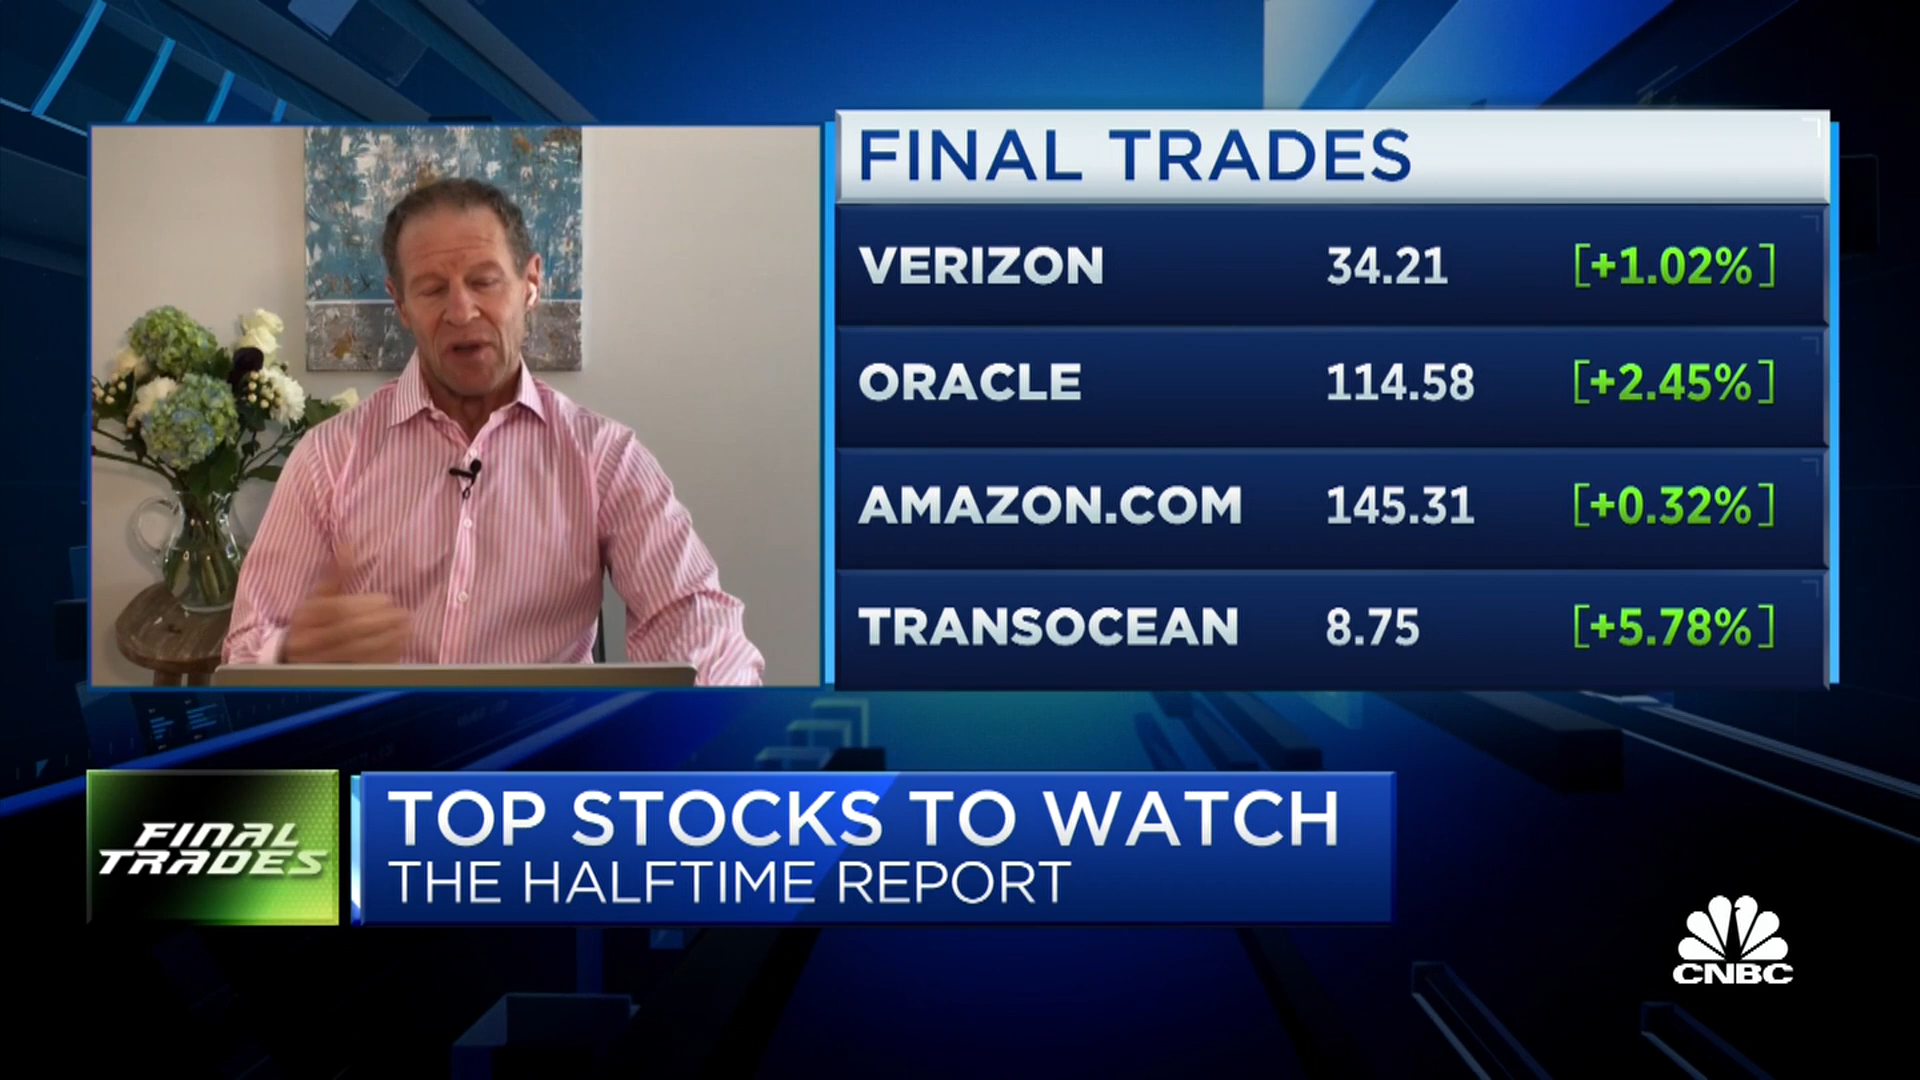 FINAL TRADES
VERIZON 34.21 [+1.02%]
ORACLE 114.58 [+2.45%]
AMAZON.COM 145.31 [+0.32%]
TRANSOCEAN 8.75 [+5.78%]
FINAL
TRADES
TOP STOCKS TO WATCH
THE HALFTIME REPORT
CNBC